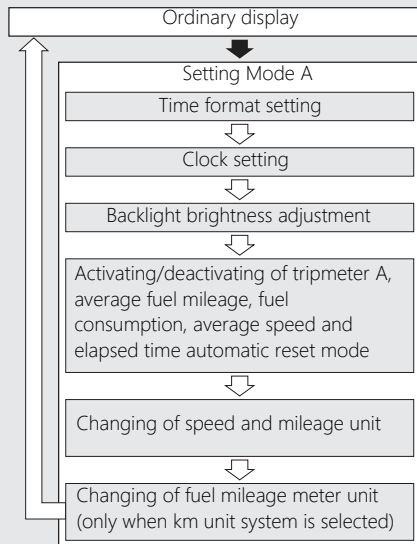 Ordinary display
Setting Mode A
Time format setting
Clock setting
Backlight brightness adjustment
Activating/deactivating of tripmeter A,
average fuel mileage, fuel
consumption, average speed and
elapsed time automatic reset mode
Changing of speed and mileage unit
Changing of fuel mileage meter unit
(only when km unit system is selected)